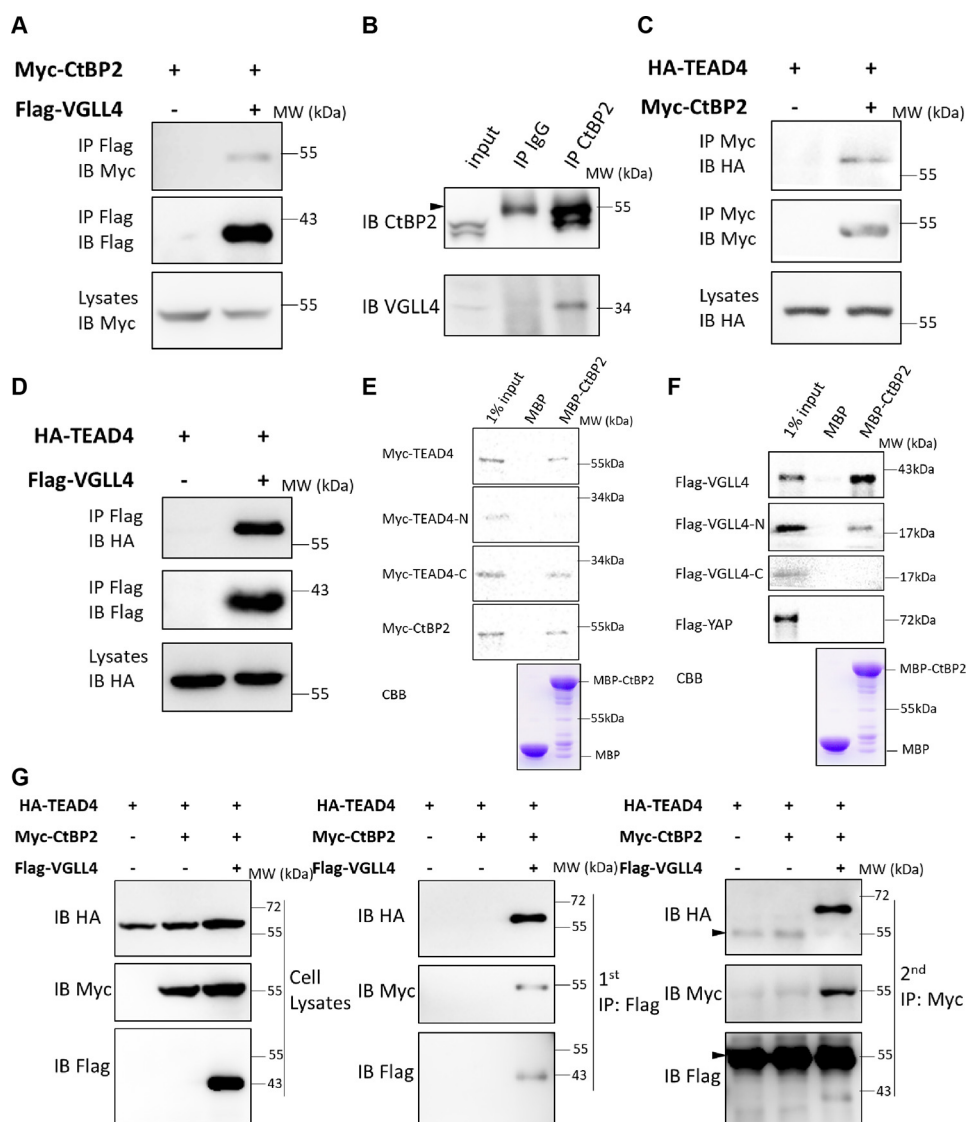 A
Myc-CtBP2 + +
Flag-VGLL4 - + MW (kDa)
IP Flag
IB Myc
55
IP Flag
IB Flag
43
Lysates
IB Myc
55
B
input
IP IgG
IP CtBP2
MW (kDa)
IB CtBP2
55
IB VGLL4
34
C
HA-TEAD4 + +
Myc-CtBP2 - + MW (kDa)
IP Myc
IB HA
55
IP Myc
IB Myc
55
Lysates
IB HA
55
D
HA-TEAD4 + +
Flag-VGLL4 - + MW (kDa)
IP Flag
IB HA
55
IP Flag
IB Flag
43
Lysates
IB HA
55
E
1% input
MBP
MBP-CtBP2
MW (kDa)
Myc-TEAD4
55kDa
Myc-TEAD4-N
34kDa
Myc-TEAD4-C
34kDa
Myc-CtBP2
55kDa
CBB
MBP-CtBP2
55kDa
MBP
F
1% input
MBP
MBP-CtBP2
MW (kDa)
Flag-VGLL4
43kDa
Flag-VGLL4-N
17kDa
Flag-VGLL4-C
17kDa
Flag-YAP
72kDa
CBB
MBP-CtBP2
55kDa
MBP
G
HA-TEAD4 + + +
Myc-CtBP2 - + +
Flag-VGLL4 - - + MW (kDa)
IB HA
72
55
IB Myc
55
IB Flag
55
43
Cell
Lysates
HA-TEAD4 + + +
Myc-CtBP2 - + +
Flag-VGLL4 - - + MW (kDa)
IB HA
72
55
IB Myc
55
IB Flag
55
43
1st
IP: Flag
HA-TEAD4 + + +
Myc-CtBP2 - + +
Flag-VGLL4 - - + MW (kDa)
IB HA
72
55
IB Myc
55
IB Flag
55
43
2nd
IP: Myc